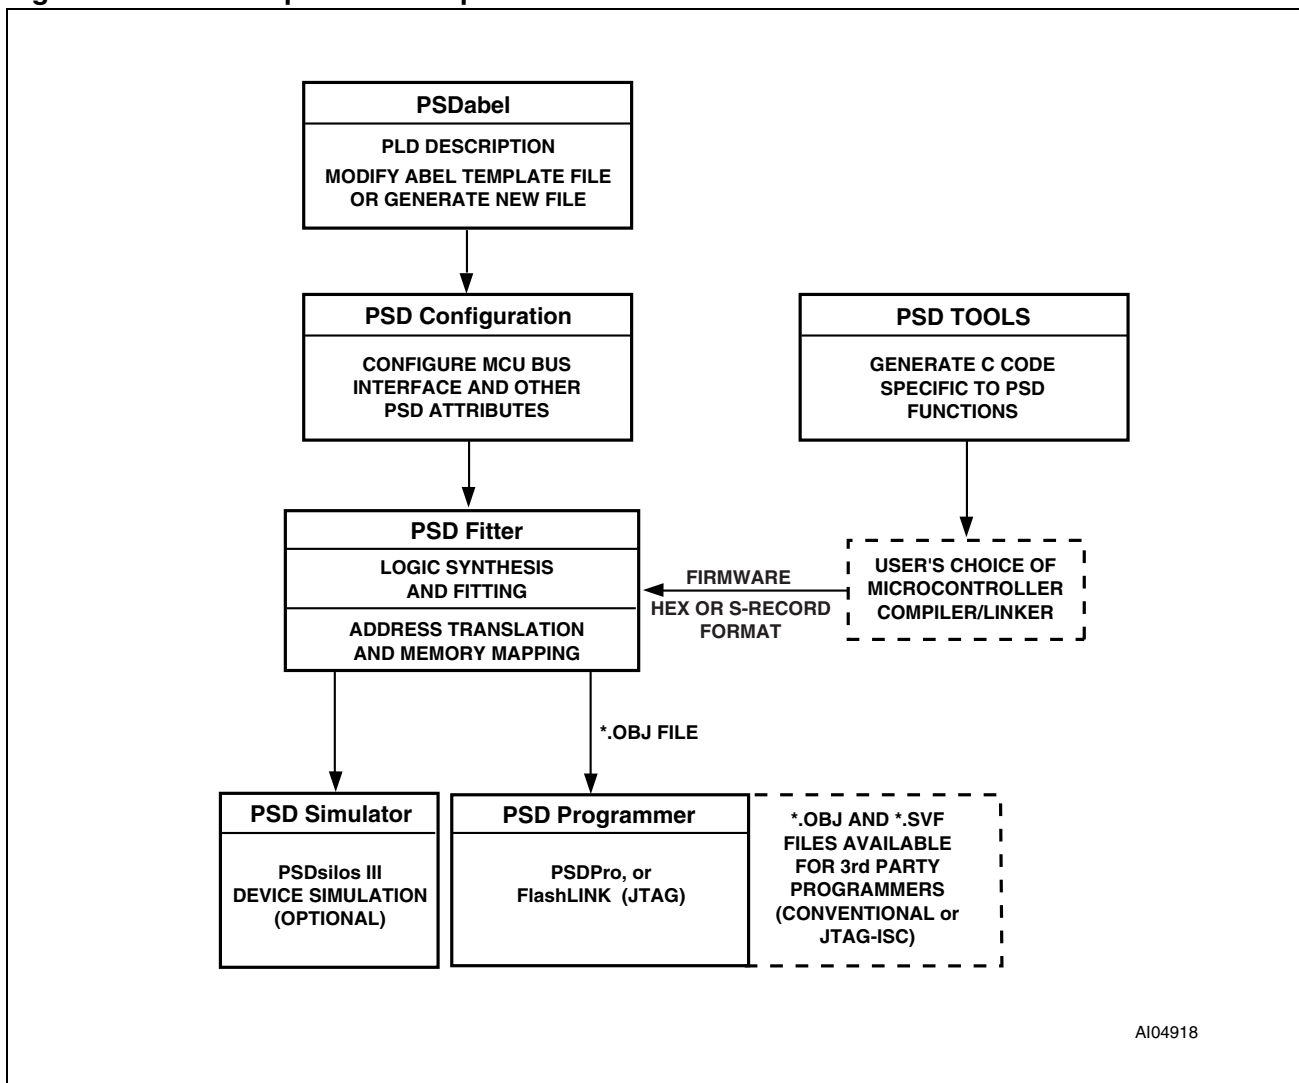 PSDabel
PLD DESCRIPTION
MODIFY ABEL TEMPLATE FILE
OR GENERATE NEW FILE
PSD Configuration
CONFIGURE MCU BUS
INTERFACE AND OTHER
PSD ATTRIBUTES
PSD TOOLS
GENERATE C CODE
SPECIFIC TO PSD
FUNCTIONS
PSD Fitter
LOGIC SYNTHESIS
AND FITTING
ADDRESS TRANSLATION
AND MEMORY MAPPING
FIRMWARE
HEX OR S-RECORD
FORMAT
USER'S CHOICE OF
MICROCONTROLLER
COMPILER/LINKER
*.OBJ FILE
PSD Simulator
PSDsilos III
DEVICE SIMULATION
(OPTIONAL)
PSD Programmer
PSDPro, or
FlashLINK (JTAG)
*.OBJ AND *.SVF
FILES AVAILABLE
FOR 3rd PARTY
PROGRAMMERS
(CONVENTIONAL or
JTAG-ISC)
AI04918